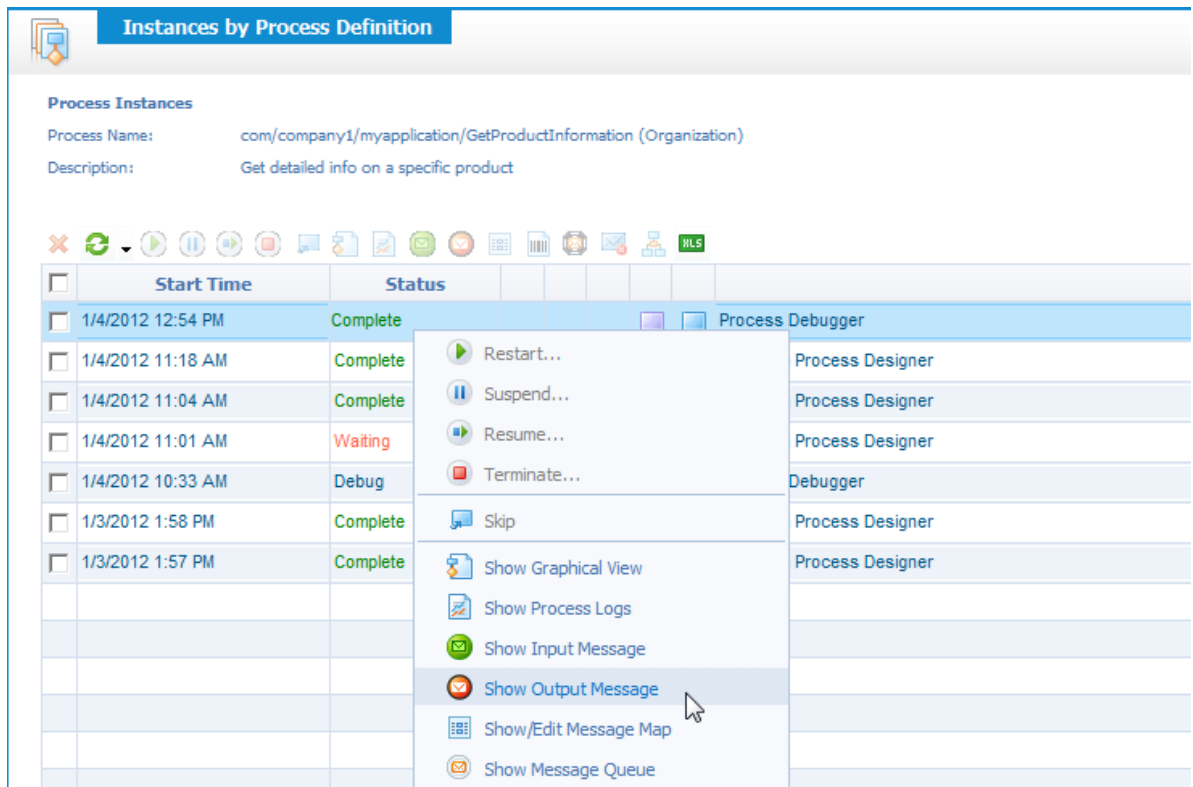 Instances by Process Definition
Process Instances
Process Name: com/company1/myapplication/GetProductInformation (Organization)
Description: Get detailed info on a specific product
XLS
Start Time Status
1/4/2012 12:54 PM Complete Process Debugger
1/4/2012 11:18 AM Complete Process Designer
1/4/2012 11:04 AM Complete Process Designer
1/4/2012 11:01 AM Waiting Process Designer
1/4/2012 10:33 AM Debug Debugger
1/3/2012 1:58 PM Complete Process Designer
1/3/2012 1:57 PM Complete Process Designer
Restart...
Suspend...
Resume...
Terminate...
Skip
Show Graphical View
Show Process Logs
Show Input Message
Show Output Message
Show/Edit Message Map
Show Message Queue